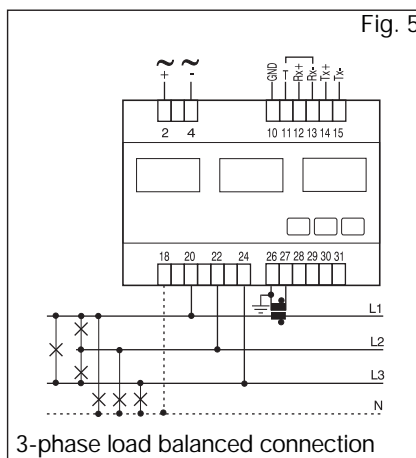 Fig. 5
~ ~
+ -
GND T Rx+ Rx- Tx+ Tx-
2 4 10 11 12 13 14 15
18 20 22 24 26 27 28 29 30 31
L1
L2
L3
N
3-phase load balanced connection